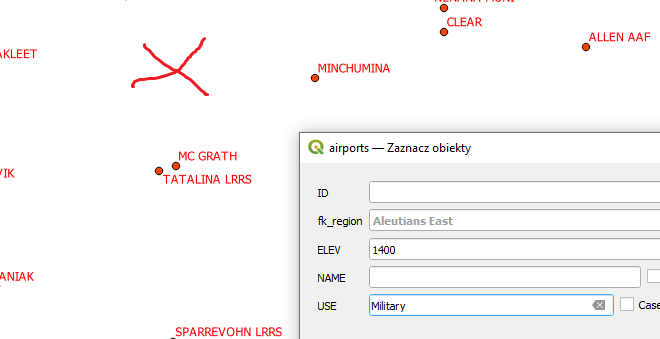 CLEAR
ALLEN AAF
AKLEET
MINCHUMINA
MC GRATH
TATALINA LRRS
VIK
ANIAK
SPARREVOHN LRRS
airports — Zaznacz obiekty
ID
fk_region Aleutians East
ELEV 1400
NAME
USE Military Case